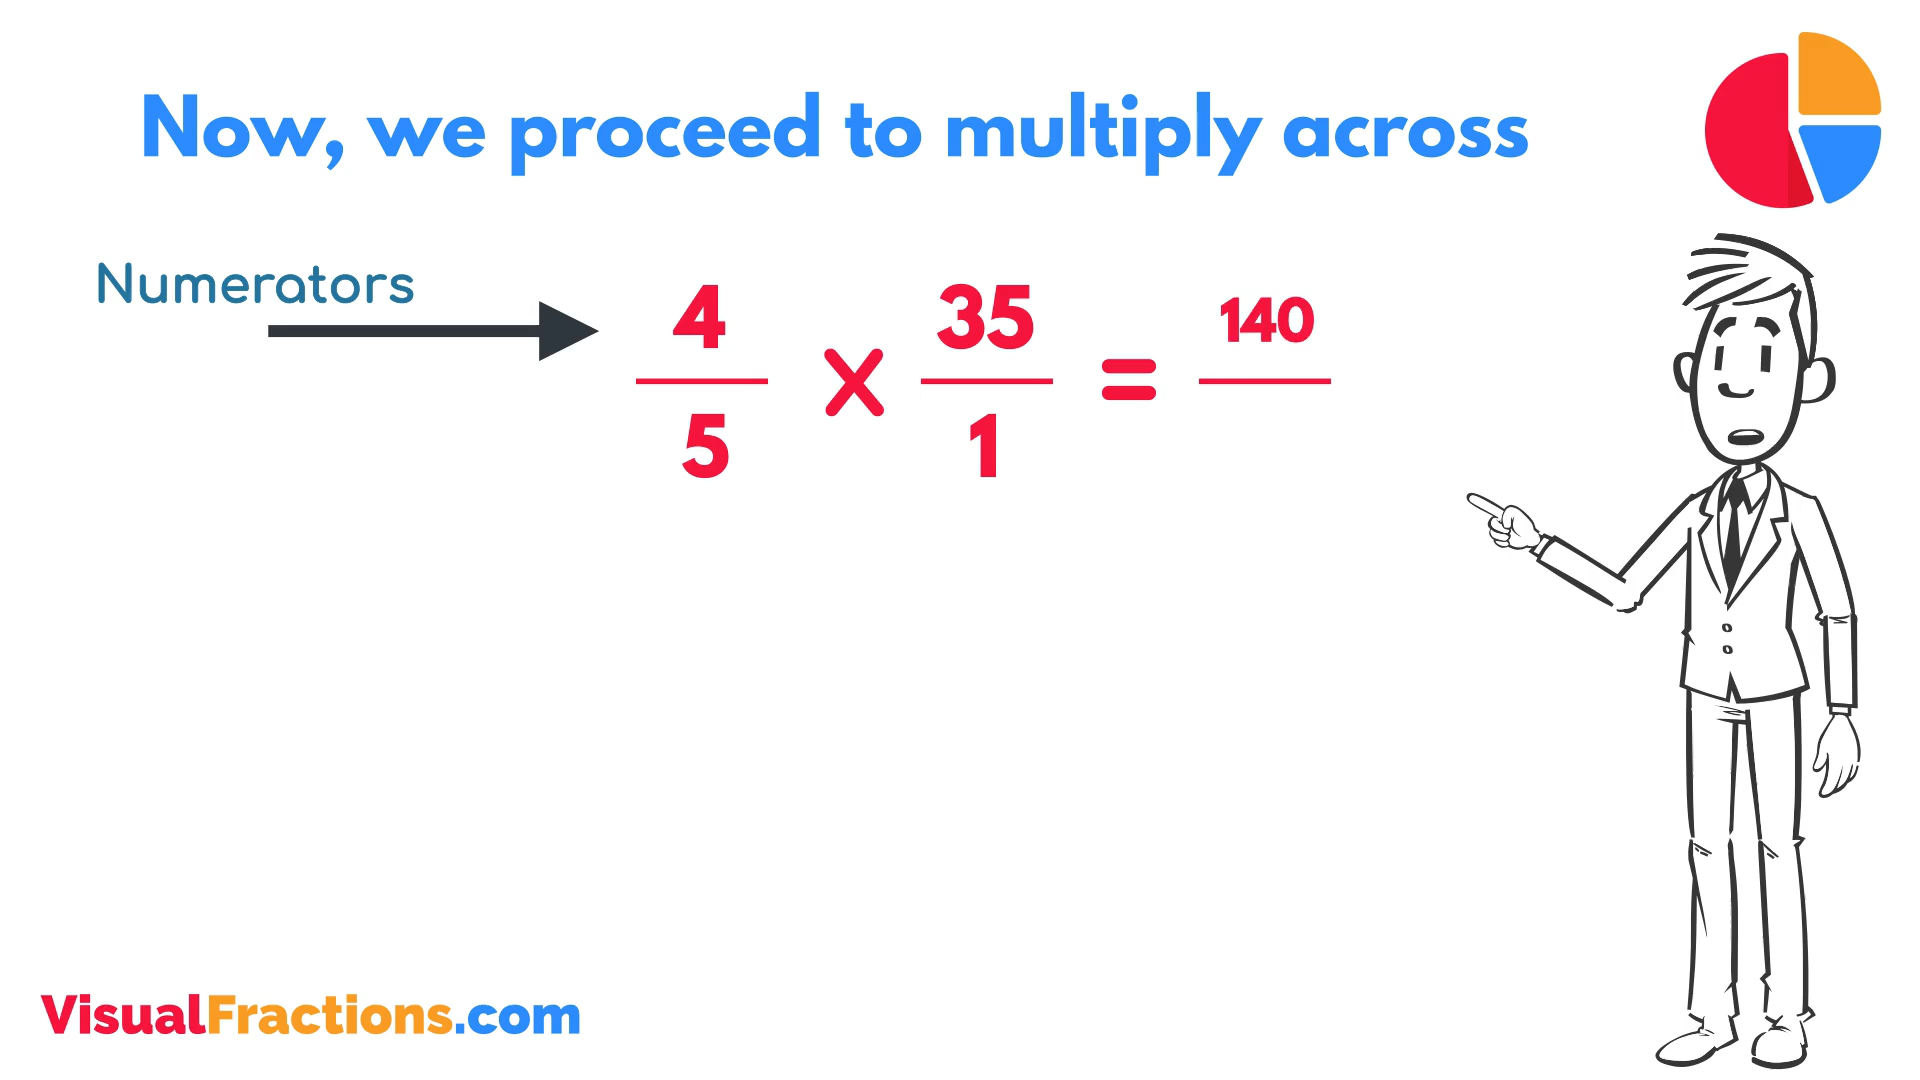 Now, we proceed to multiply across
Numerators
4/5 × 35/1 = 140/
VisualFractions.com